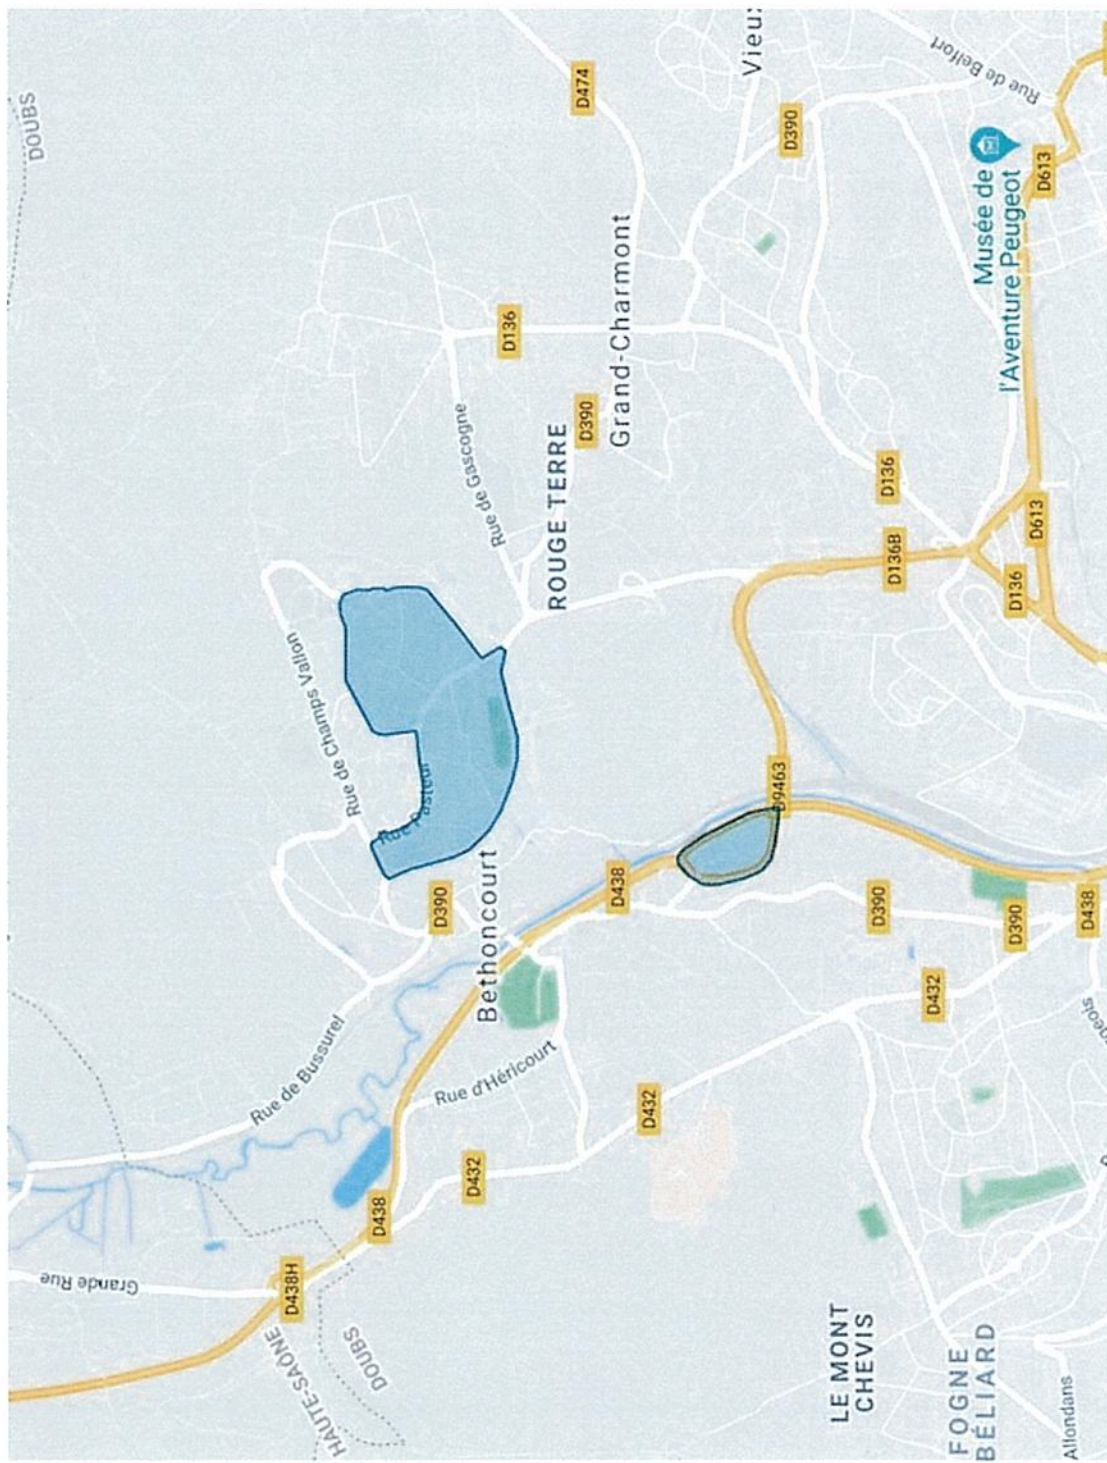 DOUBS
Grande Rue
D438H
Rue de Bussurel
HAUTE-SAÔNE
Rue de Champs Vallon
DOUBS
D438
Rue Pasteur
D390
D432
Rue de Gascogne
Bethoncourt
Rue d'Héricourt
D136
ROUGE TERRE
D474
D390
D438
Grand-Charmont
D432
Vieu
D9463
D390
LE MONT
CHEVIS
D390
D136
D136B
D432
Rue de Belfort
FOGNE
BÉLIARD
Musée de
l'Aventure Peugeot
D390
D136
D613
D613
Allondans
D438
geois